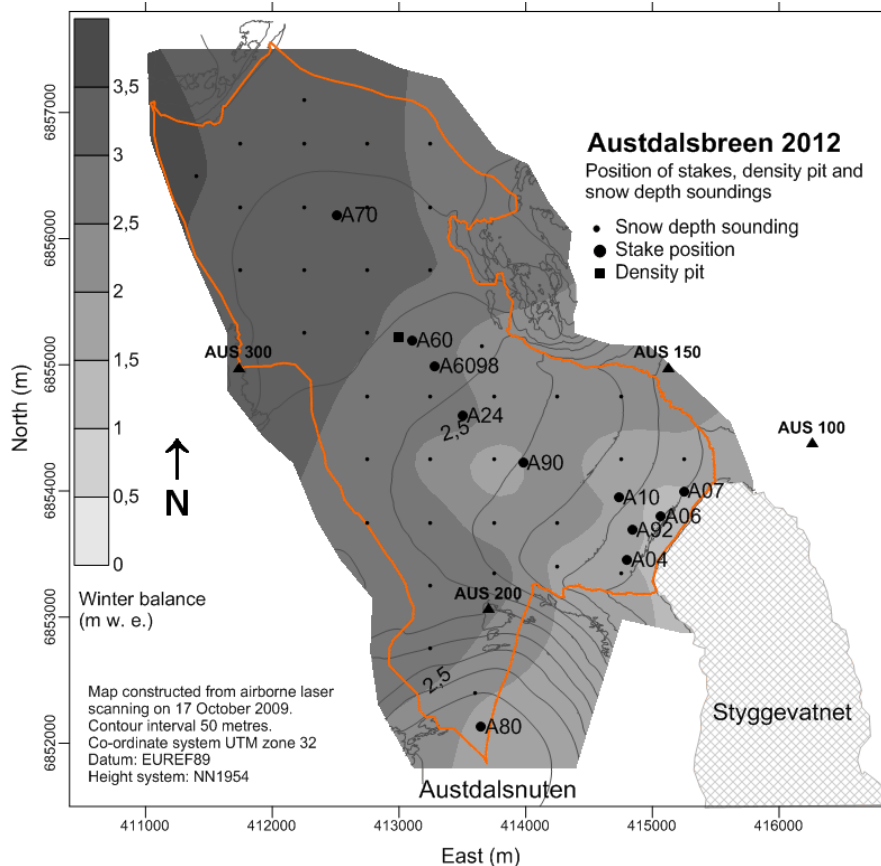 Austdalsbreen 2012
Position of stakes, density pit and
snow depth soundings
Snow depth sounding
Stake position
Density pit
3,5
3
2,5
2
1,5
1
0,5
0
Winter balance
(m w. e.)
N
A70
A60
A6098
A24
2,5
A90
A10
A07
A06
A92
A04
A80
2,5
AUS 300
AUS 150
AUS 100
AUS 200
Styggevatnet
Austdalsnuten
Map constructed from airborne laser
scanning on 17 October 2009.
Contour interval 50 metres.
Co-ordinate system UTM zone 32
Datum: EUREF89
Height system: NN1954
North (m)
6857000
6856000
6855000
6854000
6853000
6852000
411000 412000 413000 414000 415000 416000
East (m)